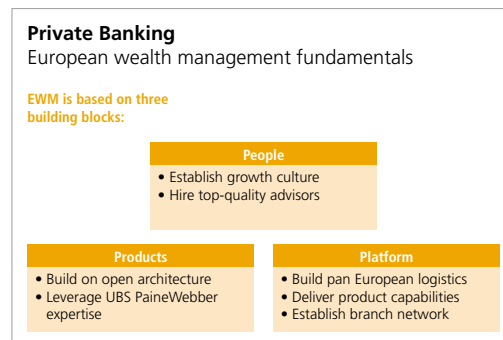 Private Banking
European wealth management fundamentals
EWM is based on three
building blocks:
People
• Establish growth culture
• Hire top-quality advisors
Products
• Build on open architecture
• Leverage UBS PaineWebber
expertise
Platform
• Build pan European logistics
• Deliver product capabilities
• Establish branch network